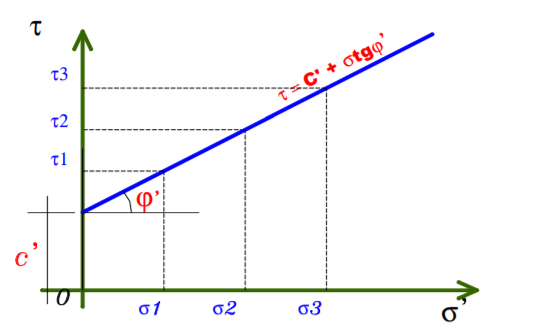 τ
τ3
τ = C' + σtgφ'
τ2
τ1
φ'
c'
0
σ1
σ2
σ3
σ'